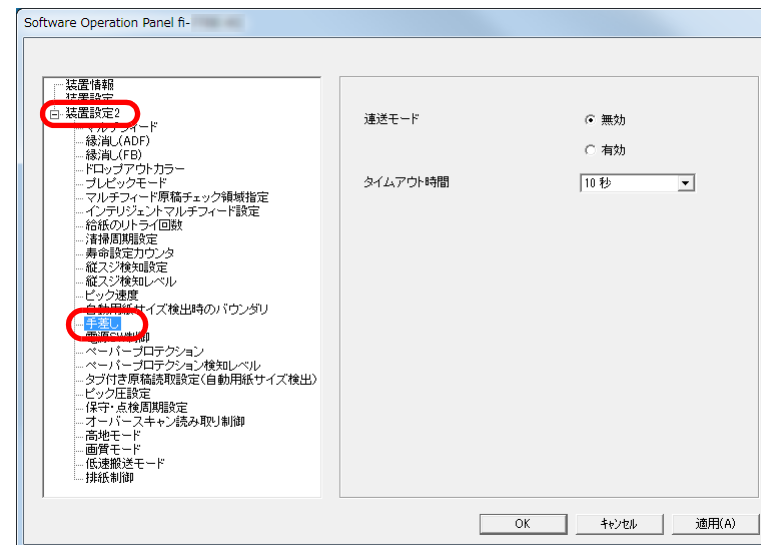 Software Operation Panel fi-
装置情報
装置設定
装置設定2
マルチフィード
縁消し(ADF)
縁消し(FB)
ドロップアウトカラー
プレピックモード
マルチフィード原稿チェック領域指定
インテリジェントマルチフィード設定
給紙のリトライ回数
清掃周期設定
寿命設定カウンタ
縦スジ検知設定
縦スジ検知レベル
ピック速度
自動用紙サイズ検出時のバウンダリ
手差し
電源SW制御
ペーパープロテクション
ペーパープロテクション検知レベル
タブ付き原稿読取設定(自動用紙サイズ検出)
ピック圧設定
保守・点検周期設定
オーバースキャン読み取り制御
高地モード
画質モード
低速搬送モード
排紙制御
連送モード
無効
有効
タイムアウト時間
10 秒
OK
キャンセル
適用(A)